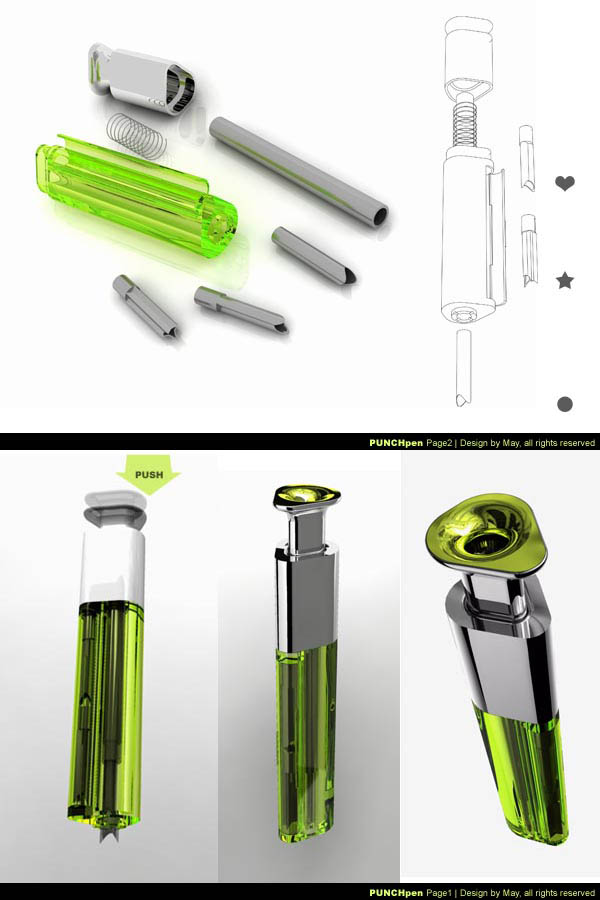 PUNCHpen Page2 | Design by May, all rights reserved
PUSH
PUNCHpen Page1 | Design by May, all rights reserved